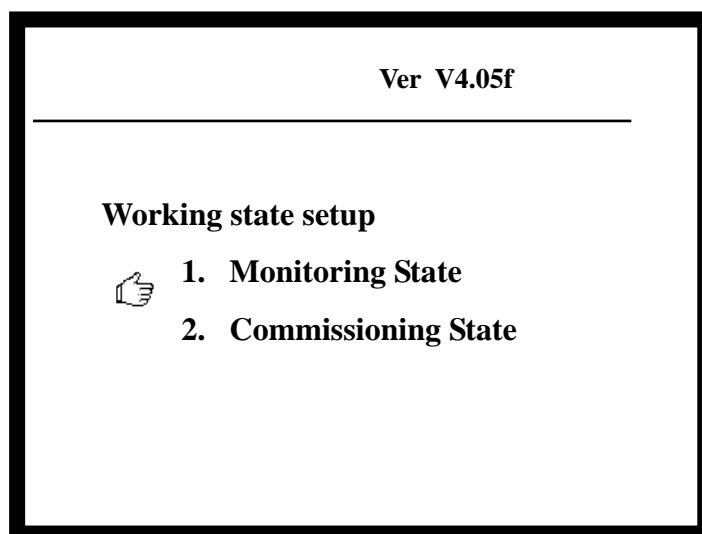 Ver V4.05f
Working state setup
1. Monitoring State
2. Commissioning State